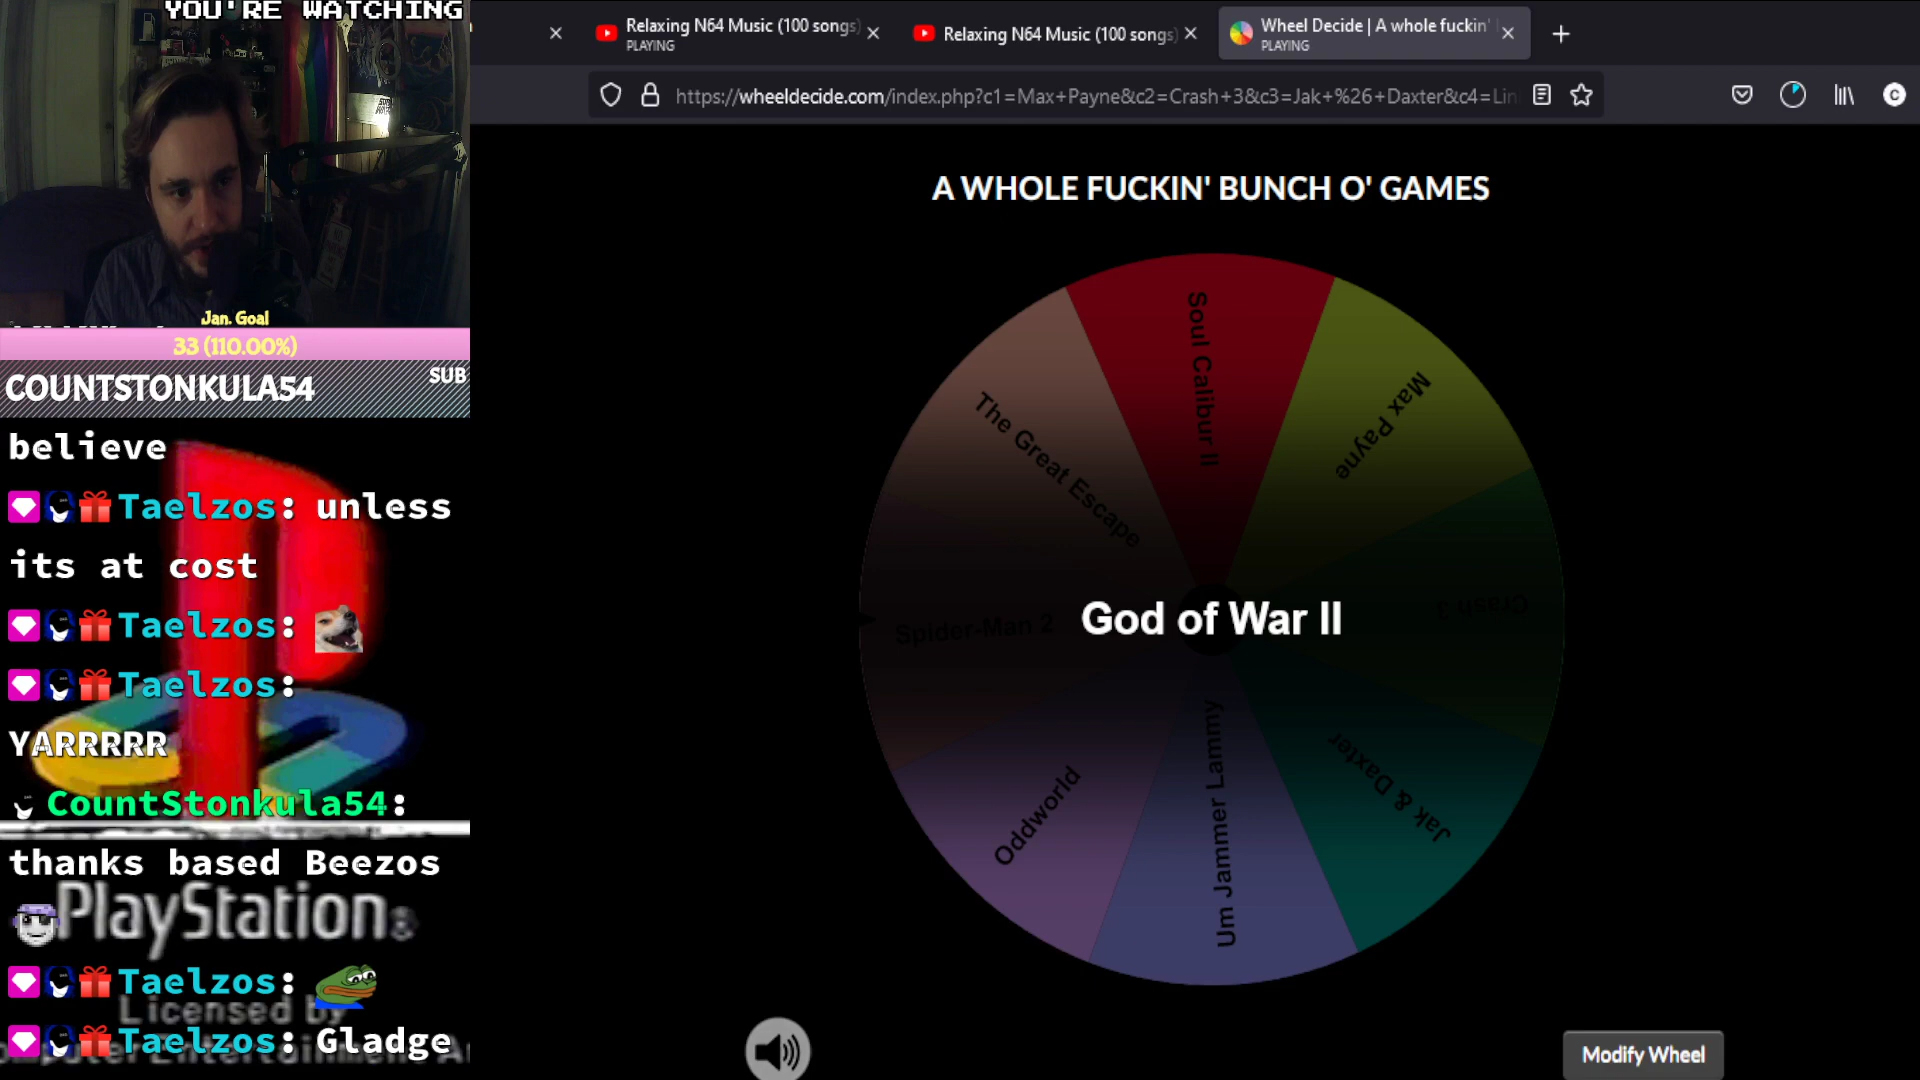 YOU'RE WATCHING
Jan. Goal
33 (110.00%)
COUNTSTONKULA54
SUB
believe
Taelzos: unless
its at cost
Taelzos:
Taelzos:
YARRRRR
CountStonkula54:
thanks based Beezos
PlayStation®
Taelzos:
Licensed by
Taelzos: Gladge
Relaxing N64 Music (100 songs)
PLAYING
Relaxing N64 Music (100 songs)
Wheel Decide | A whole fuckin'
PLAYING
https://wheeldecide.com/index.php?c1=Max+Payne&c2=Crash+3&c3=Jak+%26+Daxter&c4=Lin
C
A WHOLE FUCKIN' BUNCH O' GAMES
Soul Calibur II
Max Payne
Crash 3
Jak & Daxter
Um Jammer Lammy
Oddworld
Spider-Man 2
The Great Escape
God of War II
Modify Wheel